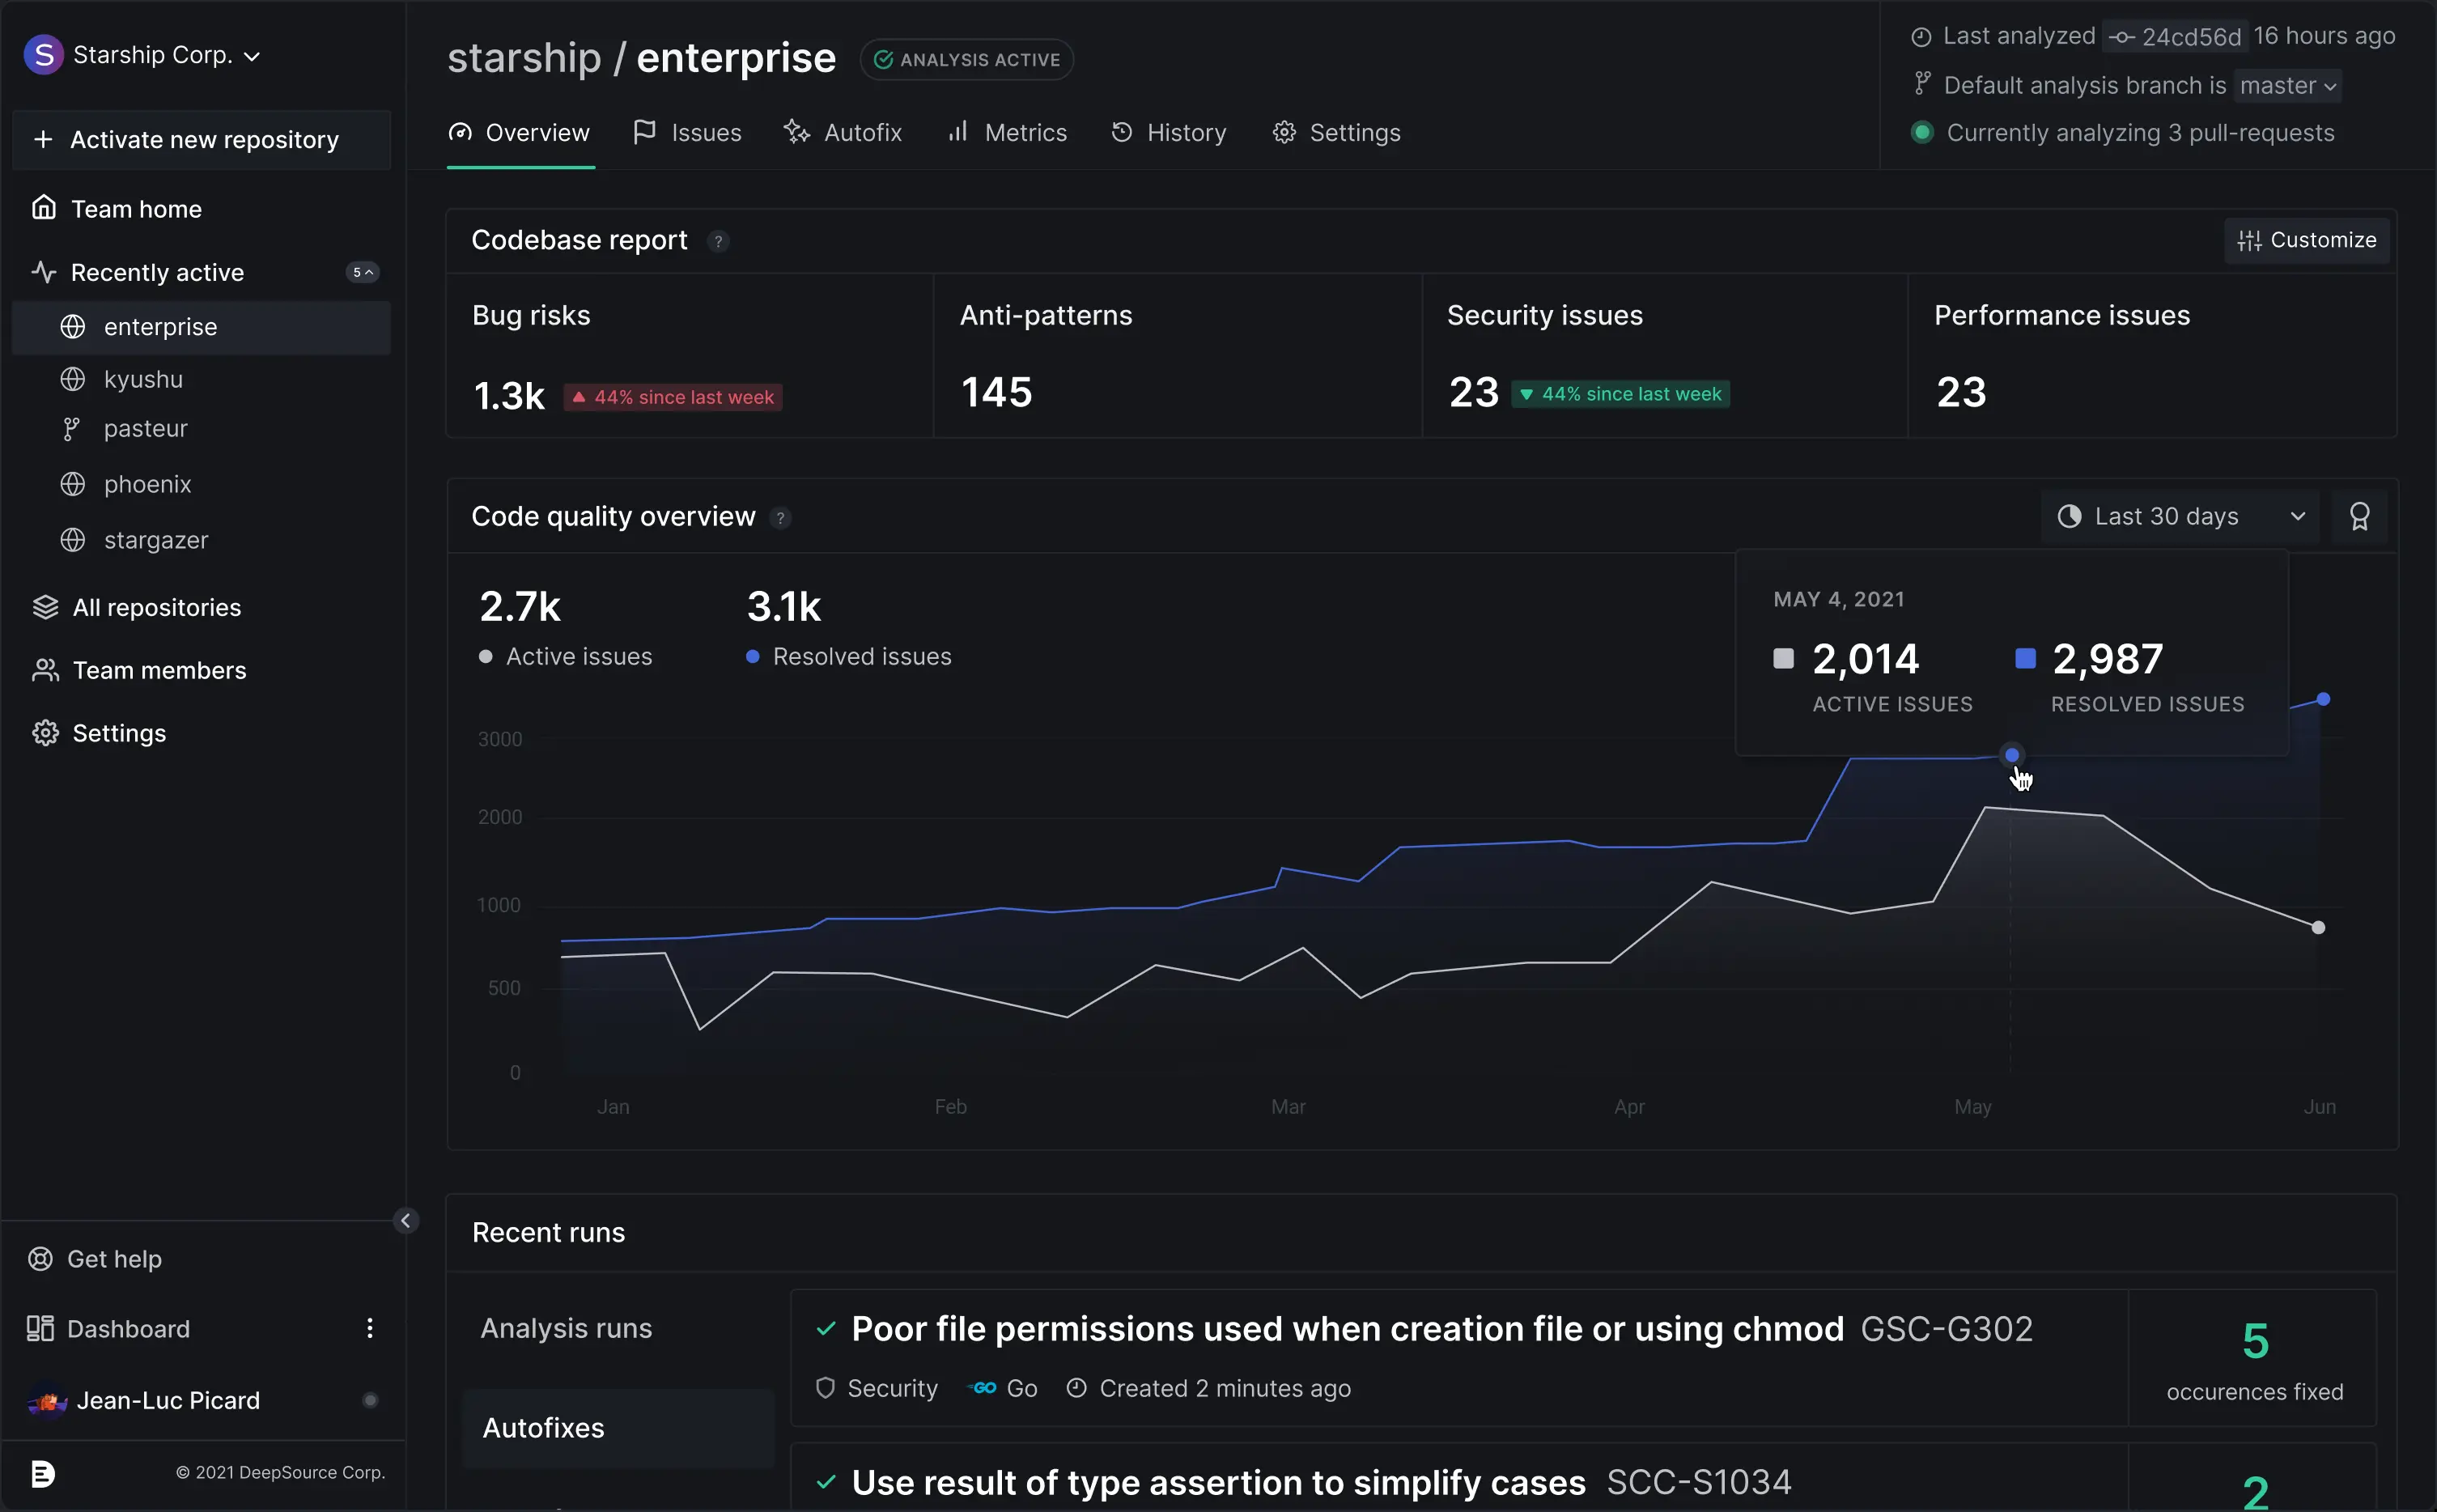 S Starship Corp.
Activate new repository
Team home
Recently active 5
enterprise
kyushu
pasteur
phoenix
stargazer
All repositories
Team members
Settings
Get help
Dashboard
Jean-Luc Picard
© 2021 DeepSource Corp.
starship / enterprise ANALYSIS ACTIVE
Last analyzed 24cd56d 16 hours ago
Default analysis branch is master
Currently analyzing 3 pull-requests
Overview Issues Autofix Metrics History Settings
Codebase report ?
Customize
Bug risks
1.3k 44% since last week
Anti-patterns
145
Security issues
23 44% since last week
Performance issues
23
Code quality overview ?
Last 30 days
2.7k
Active issues
3.1k
Resolved issues
MAY 4, 2021
2,014 2,987
ACTIVE ISSUES RESOLVED ISSUES
3000
2000
1000
500
0
Jan Feb Mar Apr May Jun
Recent runs
Analysis runs
Autofixes
Poor file permissions used when creation file or using chmod GSC-G302
Security GO Go Created 2 minutes ago
5
occurences fixed
Use result of type assertion to simplify cases SCC-S1034
2